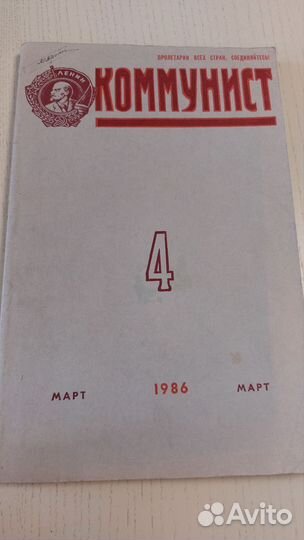 ПРОЛЕТАРИИ ВСЕХ СТРАН, СОЕДИНЯЙТЕСЬ!
ЛЕНИН
КОММУНИСТ
4
МАРТ 1986 МАРТ
Avito